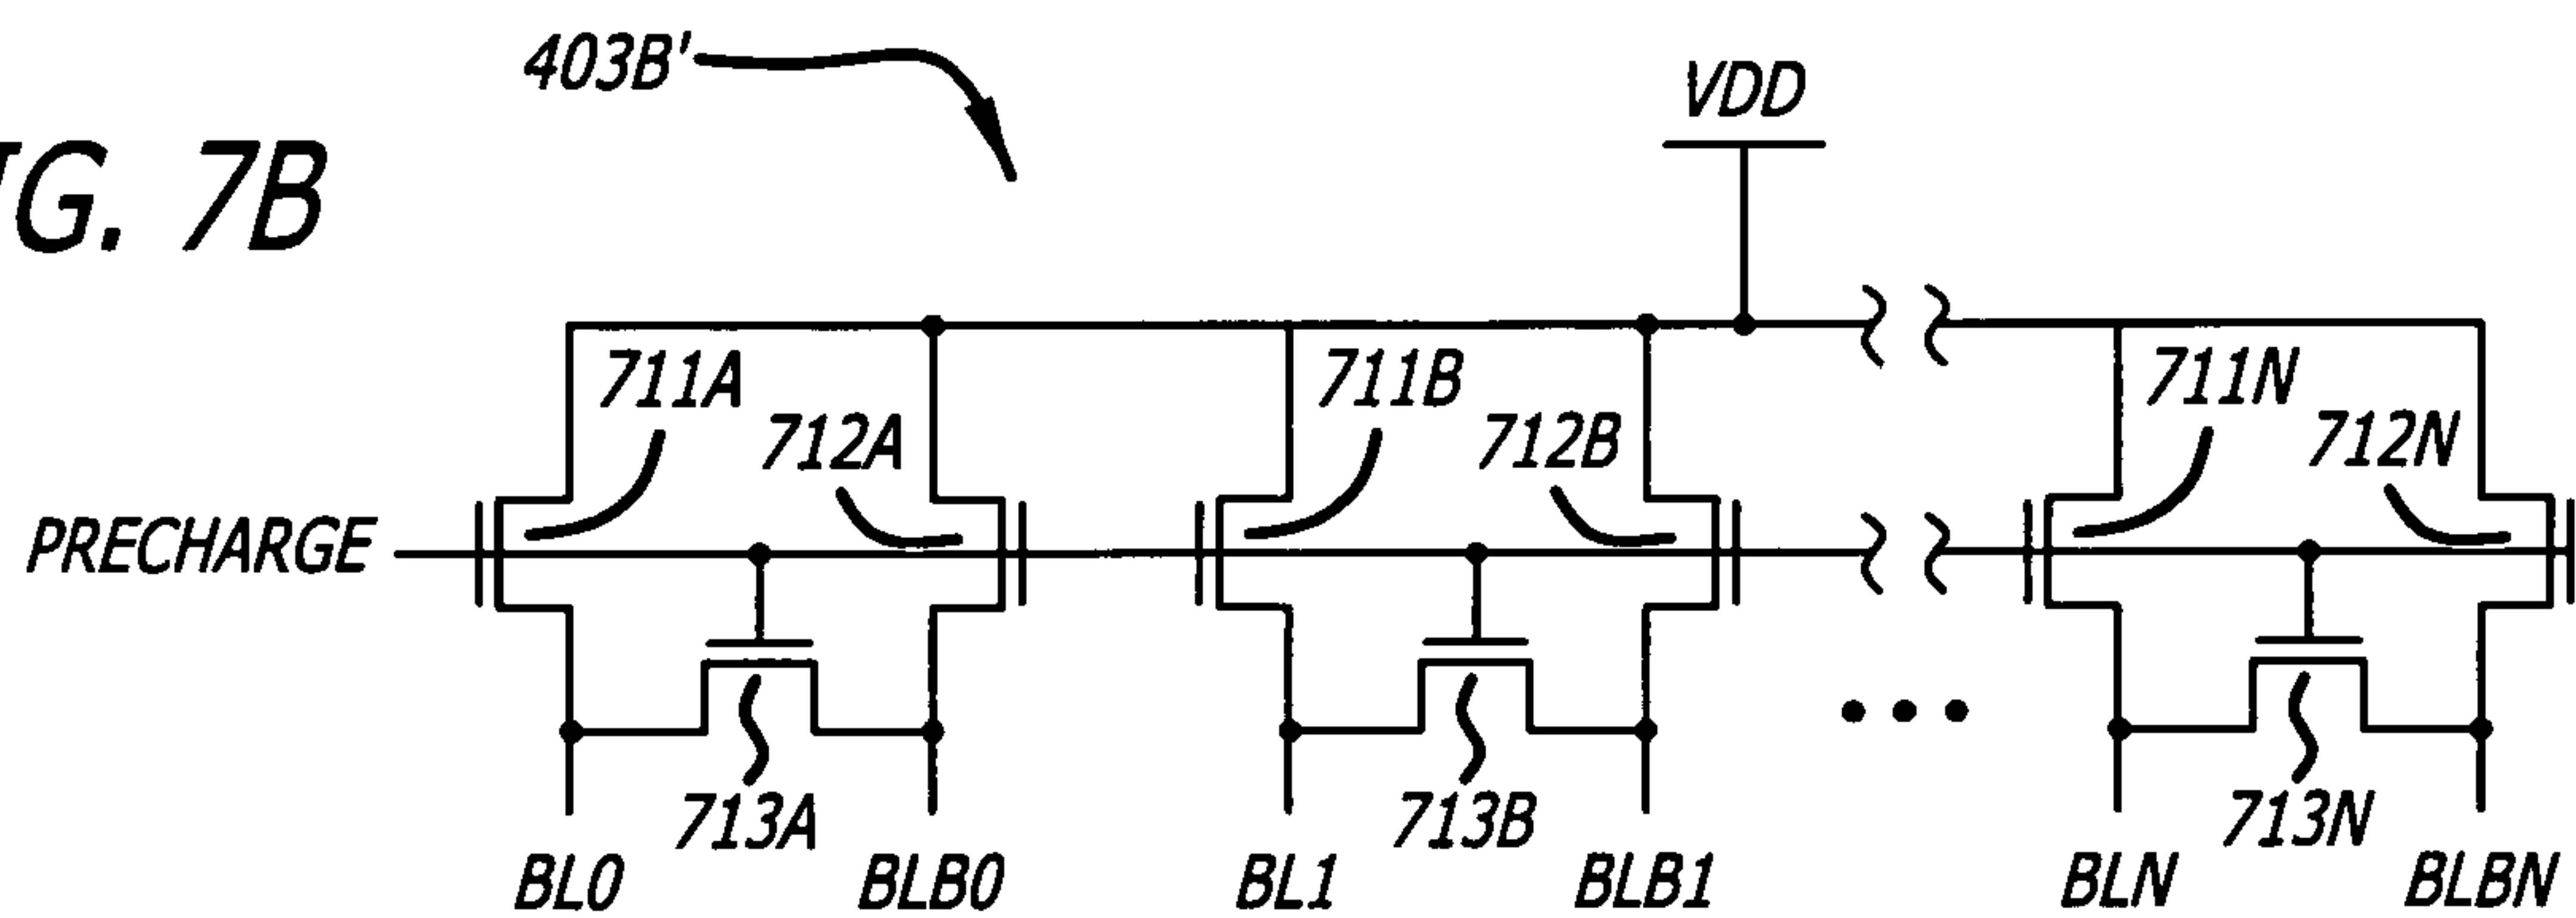 403B'
VDD
IG. 7B
711A
711B
711N
712A
712B
712N
PRECHARGE
713A
713B
713N
BL0
BLB0
BL1
BLB1
BLN
BLBN